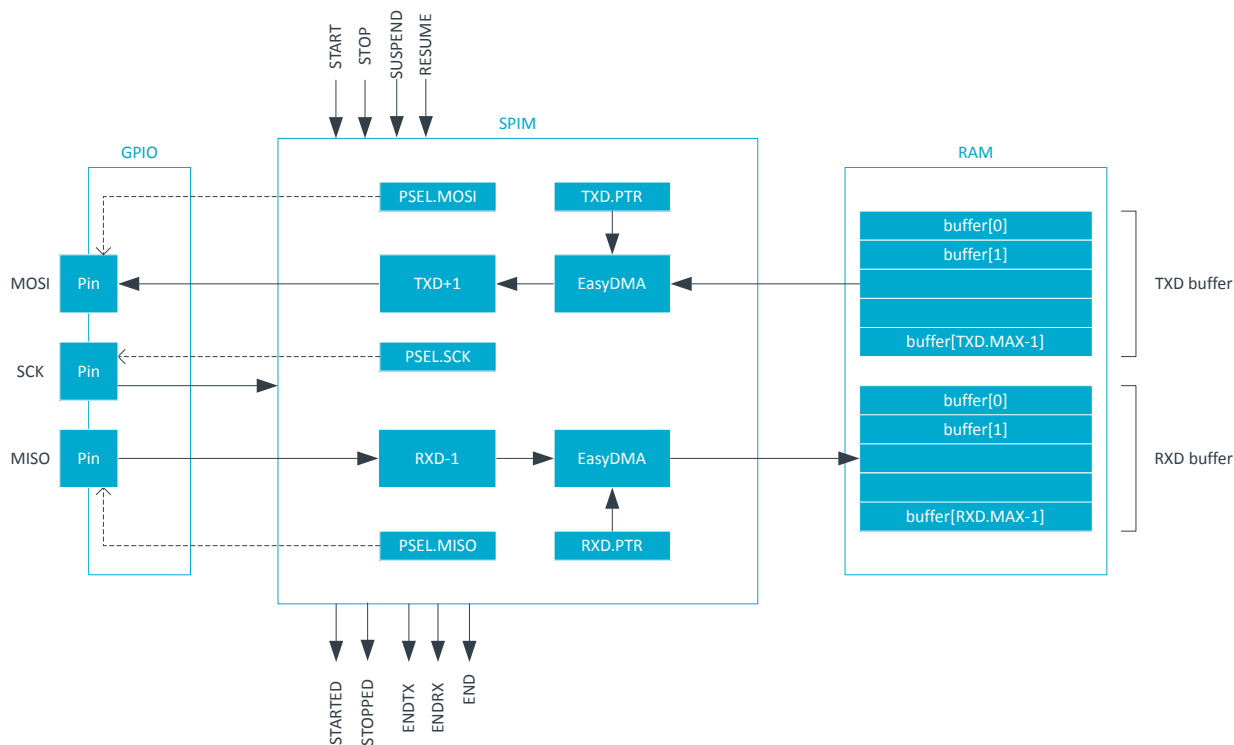 START
STOP
SUSPEND
RESUME
SPIM
GPIO
RAM
PSEL.MOSI
TXD.PTR
buffer[0]
buffer[1]
MOSI
Pin
TXD+1
EasyDMA
TXD buffer
buffer[TXD.MAX-1]
PSEL.SCK
SCK
Pin
buffer[0]
buffer[1]
MISO
Pin
RXD-1
EasyDMA
RXD buffer
buffer[RXD.MAX-1]
PSEL.MISO
RXD.PTR
STARTED
STOPPED
ENDTX
ENDRX
END